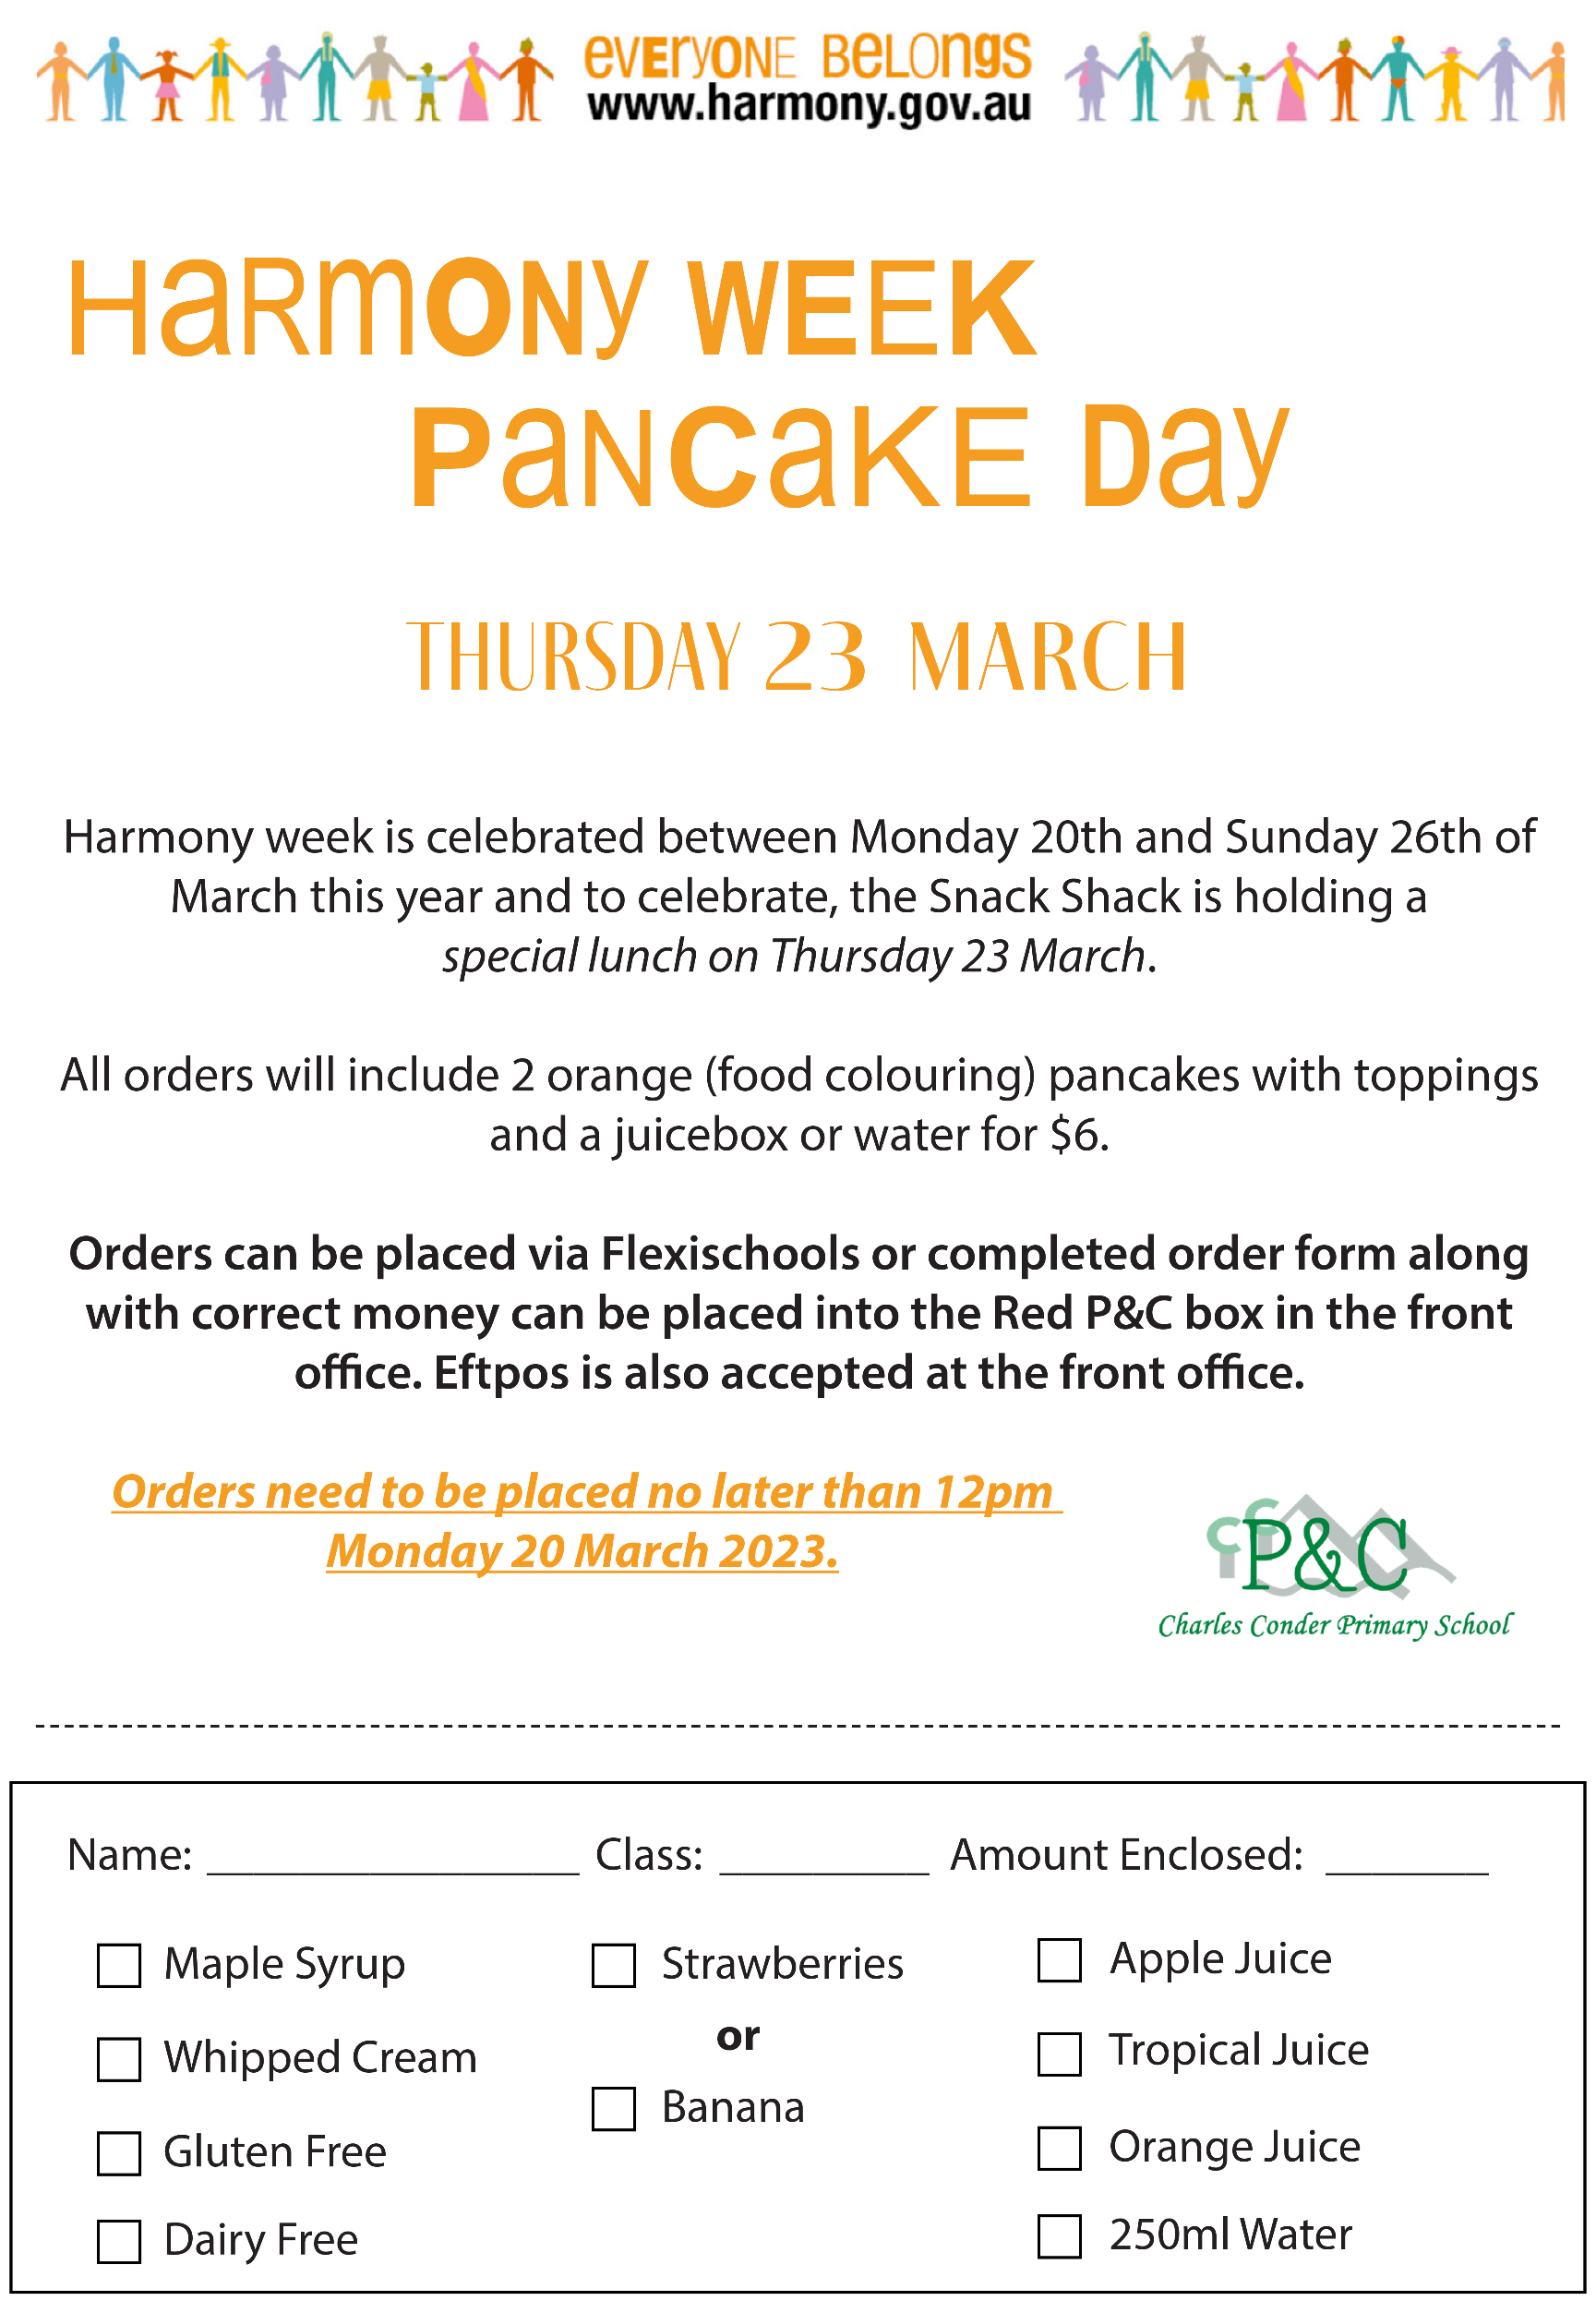 everyone Belongs
www.harmony.gov.au
Harmony Week
Pancake Day
THURSDAY 23 MARCH
Harmony week is celebrated between Monday 20th and Sunday 26th of
March this year and to celebrate, the Snack Shack is holding a
special lunch on Thursday 23 March.
All orders will include 2 orange (food colouring) pancakes with toppings
and a juicebox or water for $6.
Orders can be placed via Flexischools or completed order form along
with correct money can be placed into the Red P&C box in the front
office. Eftpos is also accepted at the front office.
Orders need to be placed no later than 12pm
Monday 20 March 2023.
CC P&C
Charles Conder Primary School
Name: ________________ Class: _________ Amount Enclosed: _______
Maple Syrup
Whipped Cream
Gluten Free
Dairy Free
Strawberries
or
Banana
Apple Juice
Tropical Juice
Orange Juice
250ml Water